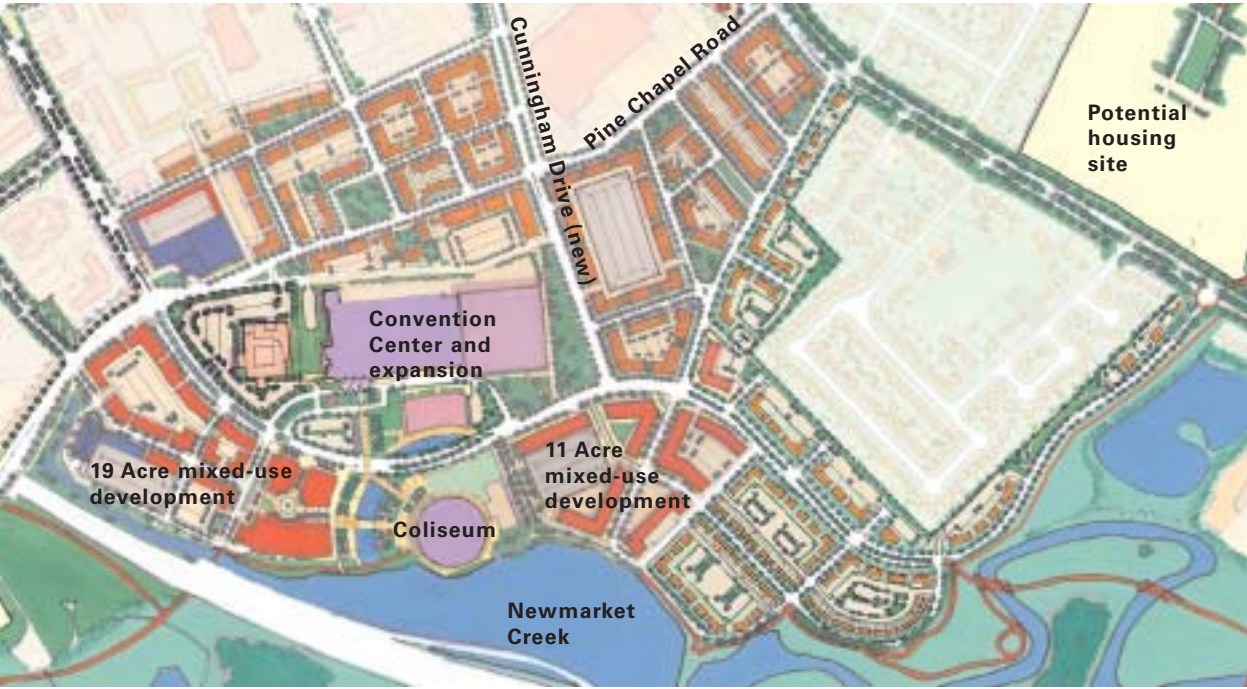 Cunningham Drive (new)
Pine Chapel Road
Potential
housing
site
Convention
Center and
expansion
19 Acre mixed-use
development
11 Acre
mixed-use
development
Coliseum
Newmarket
Creek